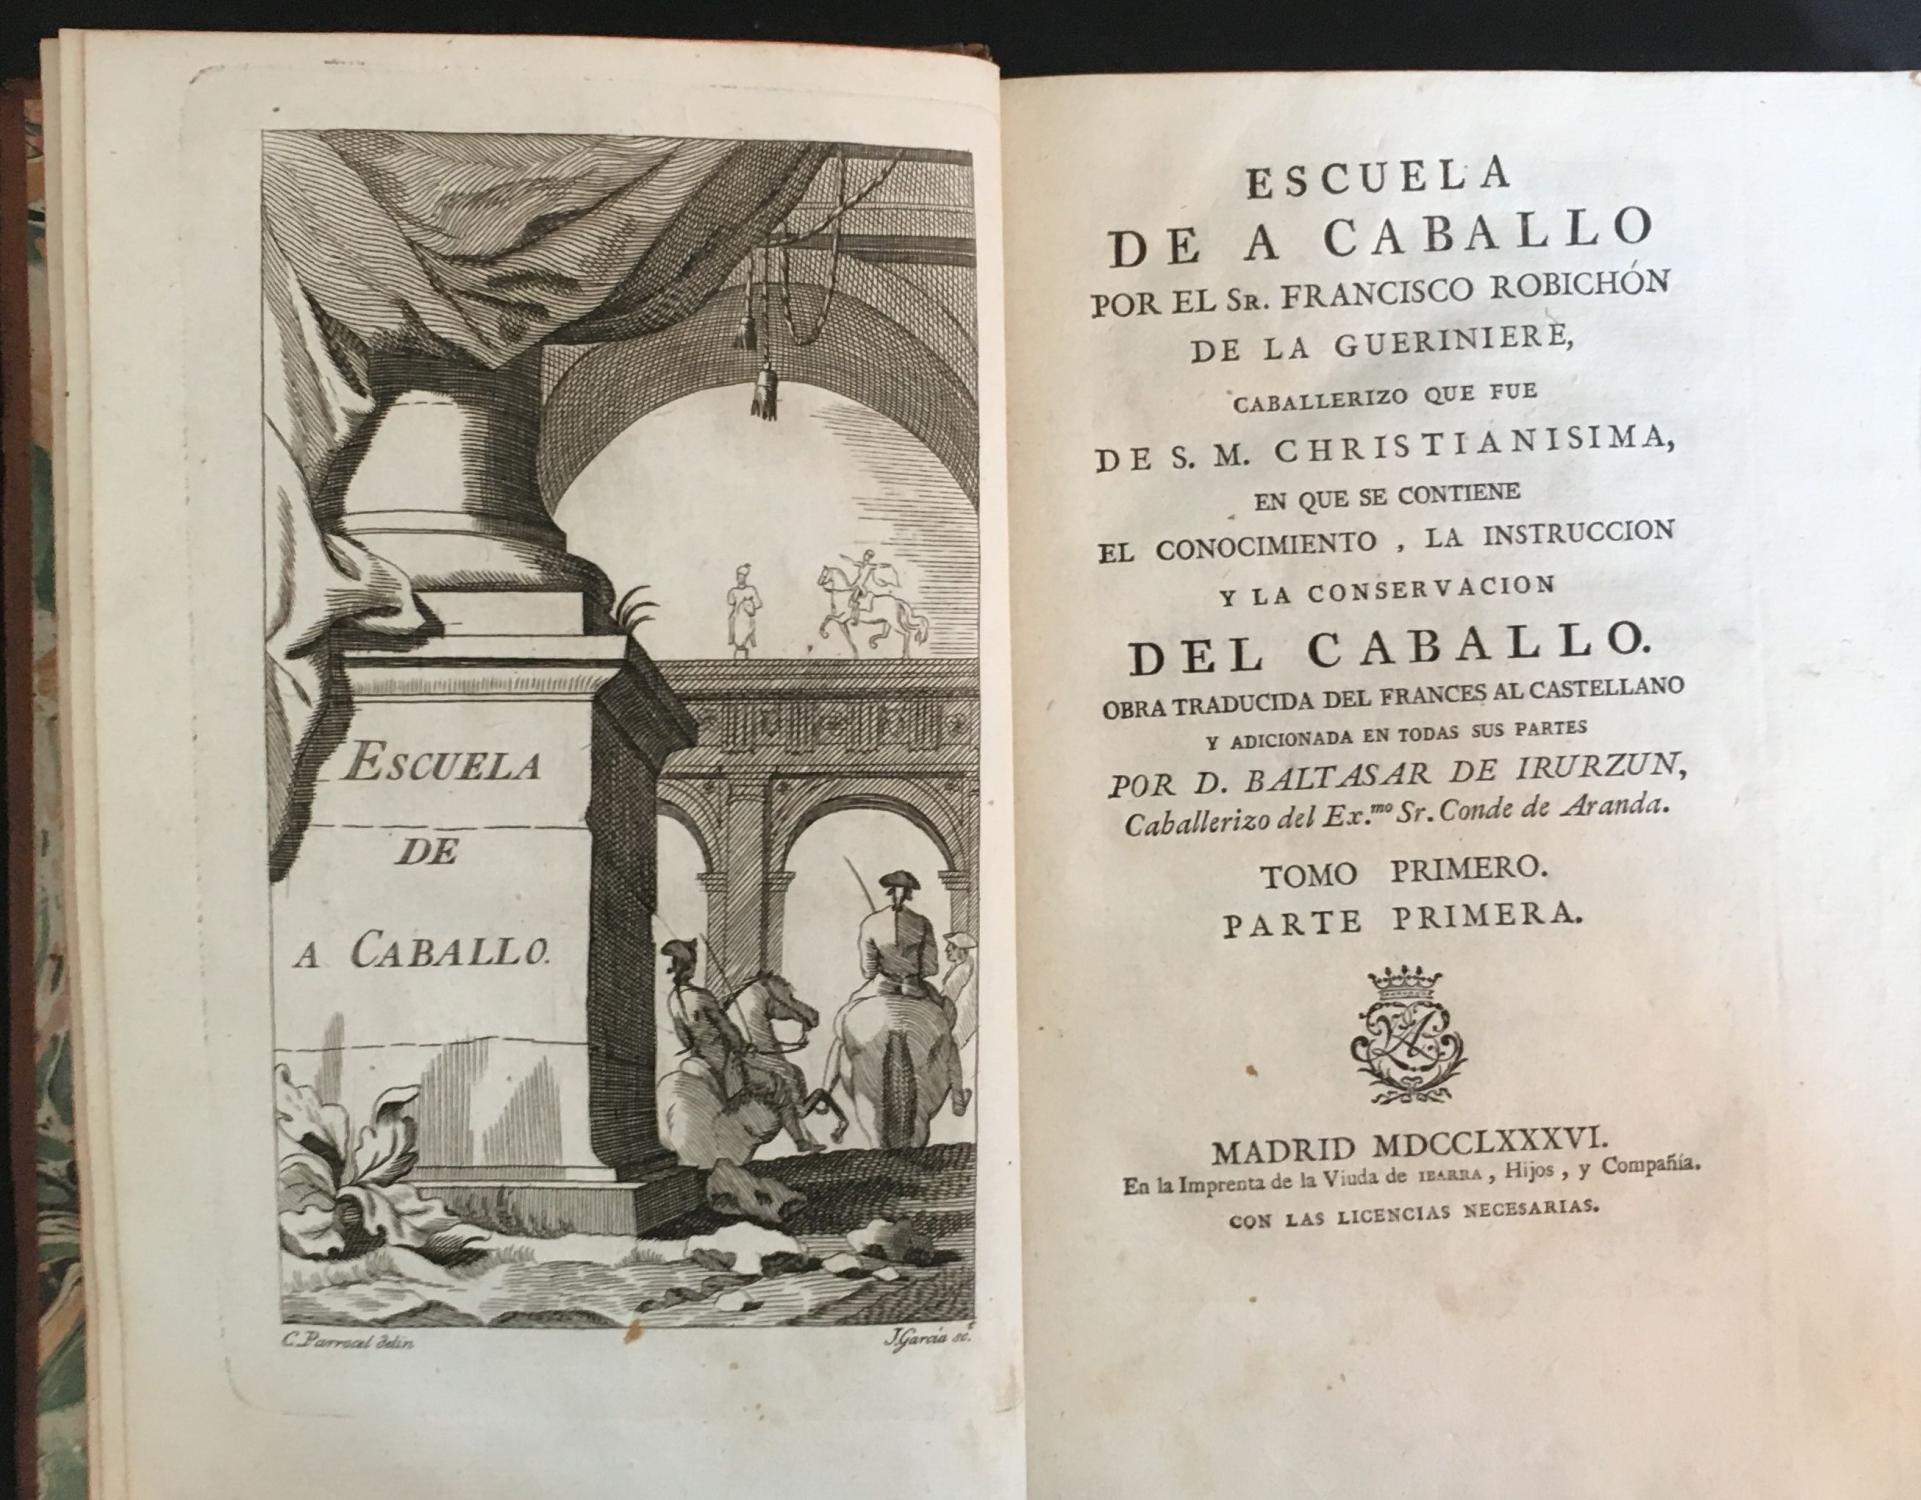 ESCUELA
DE
A CABALLO.
C. Parrocel delin
J. Garcia sc.t
ESCUELA
DE A CABALLO
POR EL SR. FRANCISCO ROBICHÓN
DE LA GUERINIERE,
CABALLERIZO QUE FUE
DE S. M. CHRISTIANISIMA,
EN QUE SE CONTIENE
EL CONOCIMIENTO , LA INSTRUCCION
Y LA CONSERVACION
DEL CABALLO.
OBRA TRADUCIDA DEL FRANCES AL CASTELLANO
Y ADICIONADA EN TODAS SUS PARTES
POR D. BALTASAR DE IRURZUN,
Caballerizo del Ex.mo Sr. Conde de Aranda.
TOMO PRIMERO.
PARTE PRIMERA.
MADRID MDCCLXXXVI.
En la Imprenta de la Viuda de IBARRA , Hijos , y Compañía.
CON LAS LICENCIAS NECESARIAS.